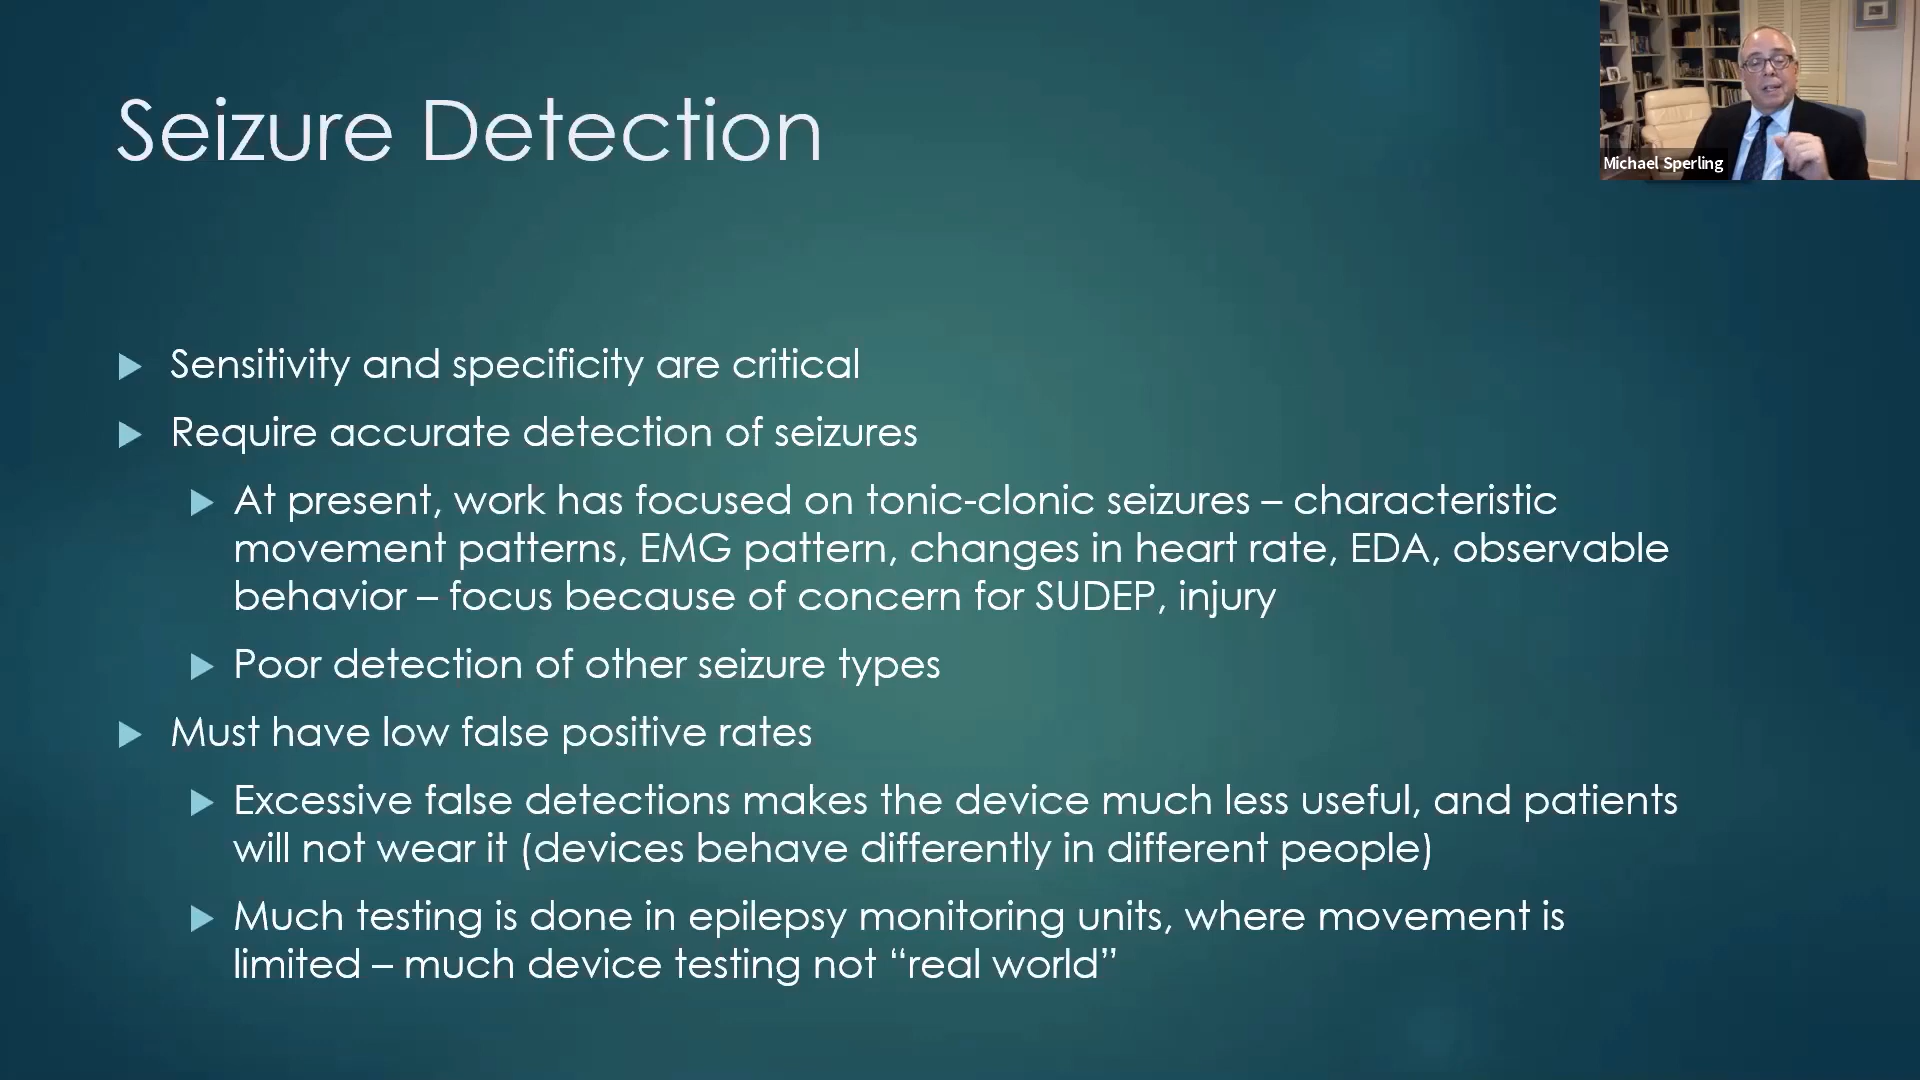 Seizure Detection
Michael Sperling
Sensitivity and specificity are critical
Require accurate detection of seizures
At present, work has focused on tonic-clonic seizures – characteristic
movement patterns, EMG pattern, changes in heart rate, EDA, observable
behavior – focus because of concern for SUDEP, injury
Poor detection of other seizure types
Must have low false positive rates
Excessive false detections makes the device much less useful, and patients
will not wear it (devices behave differently in different people)
Much testing is done in epilepsy monitoring units, where movement is
limited – much device testing not “real world”